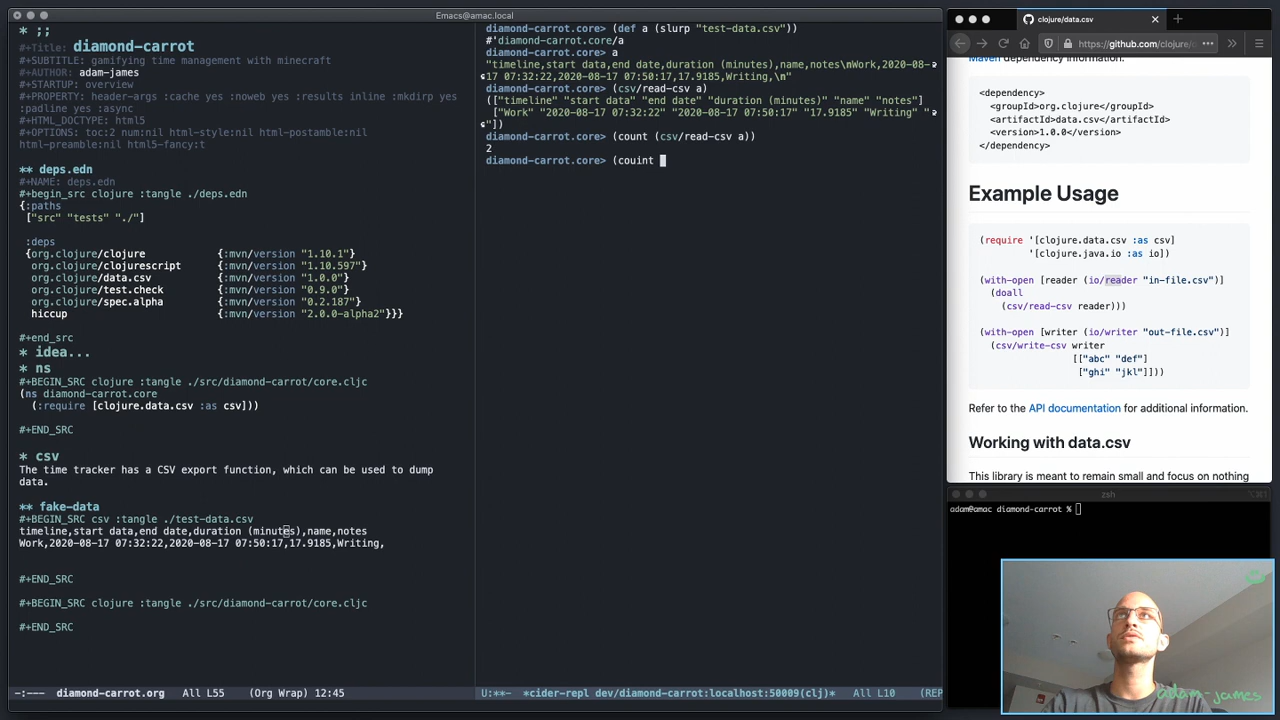 Emacs@amac.local
* ;;
#+Title: diamond-carrot
#+SUBTITLE: gamifying time management with minecraft
#+AUTHOR: adam-james
#+STARTUP: overview
#+PROPERTY: header-args :cache yes :noweb yes :results inline :mkdirp yes
:padline yes :async
#+HTML_DOCTYPE: html5
#+OPTIONS: toc:2 num:nil html-style:nil html-postamble:nil
html-preamble:nil html5-fancy:t
** deps.edn
#+NAME: deps.edn
#+begin_src clojure :tangle ./deps.edn
{:paths
["src" "tests" "./"]
:deps
{org.clojure/clojure {:mvn/version "1.10.1"}
org.clojure/clojurescript {:mvn/version "1.10.597"}
org.clojure/data.csv {:mvn/version "1.0.0"}
org.clojure/test.check {:mvn/version "0.9.0"}
org.clojure/spec.alpha {:mvn/version "0.2.187"}
hiccup {:mvn/version "2.0.0-alpha2"}}}
#+end_src
* idea...
* ns
#+BEGIN_SRC clojure :tangle ./src/diamond-carrot/core.cljc
(ns diamond-carrot.core
(:require [clojure.data.csv :as csv]))
#+END_SRC
* csv
The time tracker has a CSV export function, which can be used to dump
data.
** fake-data
#+BEGIN_SRC csv :tangle ./test-data.csv
timeline,start data,end date,duration (minutes),name,notes
Work,2020-08-17 07:32:22,2020-08-17 07:50:17,17.9185,Writing,
#+END_SRC
#+BEGIN_SRC clojure :tangle ./src/diamond-carrot/core.cljc
#+END_SRC
-:--- diamond-carrot.org All L55 (Org Wrap) 12:45
diamond-carrot.core> (def a (slurp "test-data.csv"))
#'diamond-carrot.core/a
diamond-carrot.core> a
"timeline,start data,end date,duration (minutes),name,notes\nWork,2020-08-
17 07:32:22,2020-08-17 07:50:17,17.9185,Writing,\n"
diamond-carrot.core> (csv/read-csv a)
(["timeline" "start data" "end date" "duration (minutes)" "name" "notes"]
["Work" "2020-08-17 07:32:22" "2020-08-17 07:50:17" "17.9185" "Writing" "
"])
diamond-carrot.core> (count (csv/read-csv a))
2
diamond-carrot.core> (couint
U:**- *cider-repl dev/diamond-carrot:localhost:50009(clj)* All L10 (REP
clojure/data.csv
https://github.com/clojure/
Maven dependency information:
<dependency>
<groupId>org.clojure</groupId>
<artifactId>data.csv</artifactId>
<version>1.0.0</version>
</dependency>
Example Usage
(require '[clojure.data.csv :as csv]
'[clojure.java.io :as io])
(with-open [reader (io/reader "in-file.csv")]
(doall
(csv/read-csv reader)))
(with-open [writer (io/writer "out-file.csv")]
(csv/write-csv writer
[["abc" "def"]
["ghi" "jkl"]]))
Refer to the API documentation for additional information.
Working with data.csv
This library is meant to remain small and focus on nothing
zsh
adam@amac diamond-carrot %
adam-james